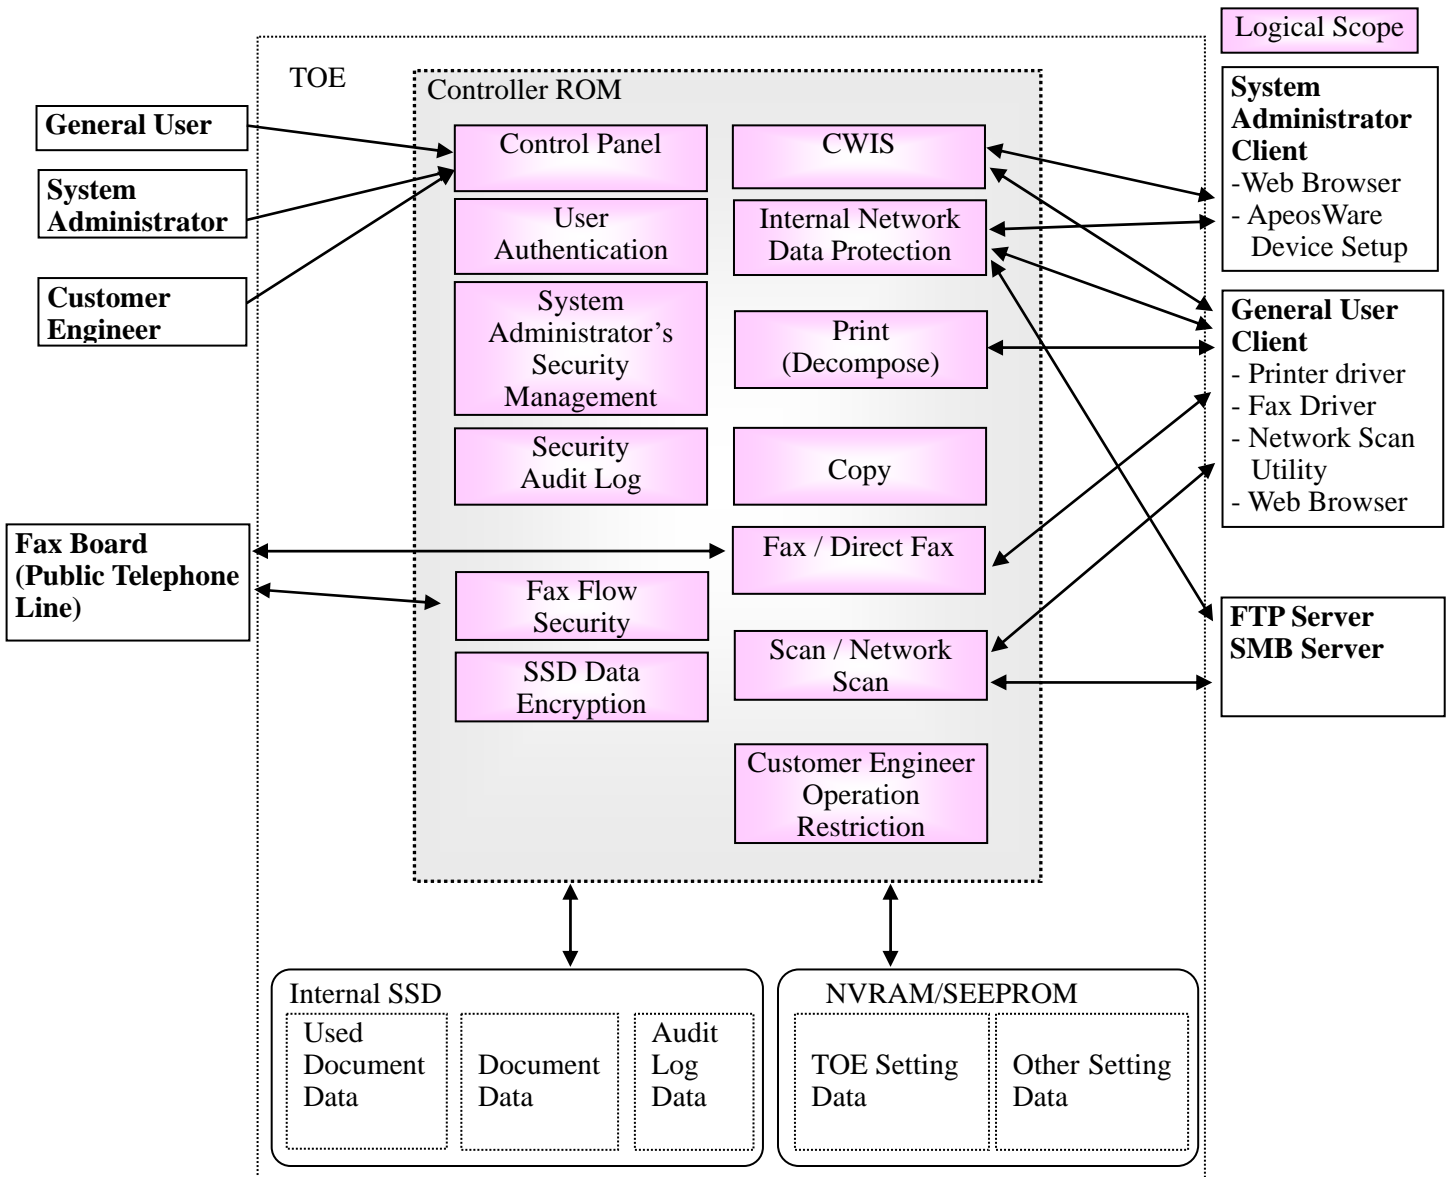 Logical Scope
TOE
Controller ROM
General User
System
Administrator
Customer
Engineer
Fax Board
(Public Telephone
Line)
Control Panel
User
Authentication
System
Administrator’s
Security
Management
Security
Audit Log
Fax Flow
Security
SSD Data
Encryption
CWIS
Internal Network
Data Protection
Print
(Decompose)
Copy
Fax / Direct Fax
Scan / Network
Scan
Customer Engineer
Operation
Restriction
System
Administrator
Client
-Web Browser
- ApeosWare
Device Setup
General User
Client
- Printer driver
- Fax Driver
- Network Scan
Utility
- Web Browser
FTP Server
SMB Server
Internal SSD
Used
Document
Data
Document
Data
Audit
Log
Data
NVRAM/SEEPROM
TOE Setting
Data
Other Setting
Data